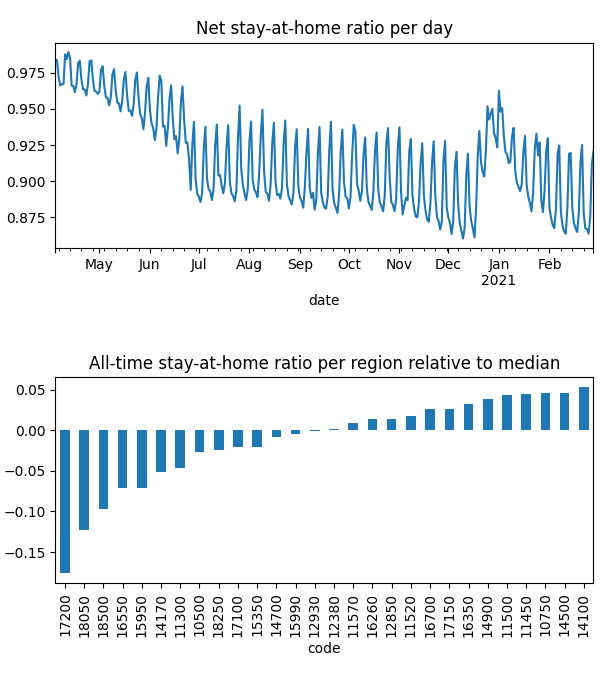 Net stay-at-home ratio per day
0.975
0.950
0.925
0.900
0.875
May Jun Jul Aug Sep Oct Nov Dec Jan Feb
2021
date
All-time stay-at-home ratio per region relative to median
0.05
0.00
−0.05
−0.10
−0.15
17200 18050 18500 16550 15950 14170 11300 10500 18250 17100 15350 14700 15990 12930 12380 11570 16260 12850 11520 16700 17150 16350 14900 11500 11450 10750 14500 14100
code